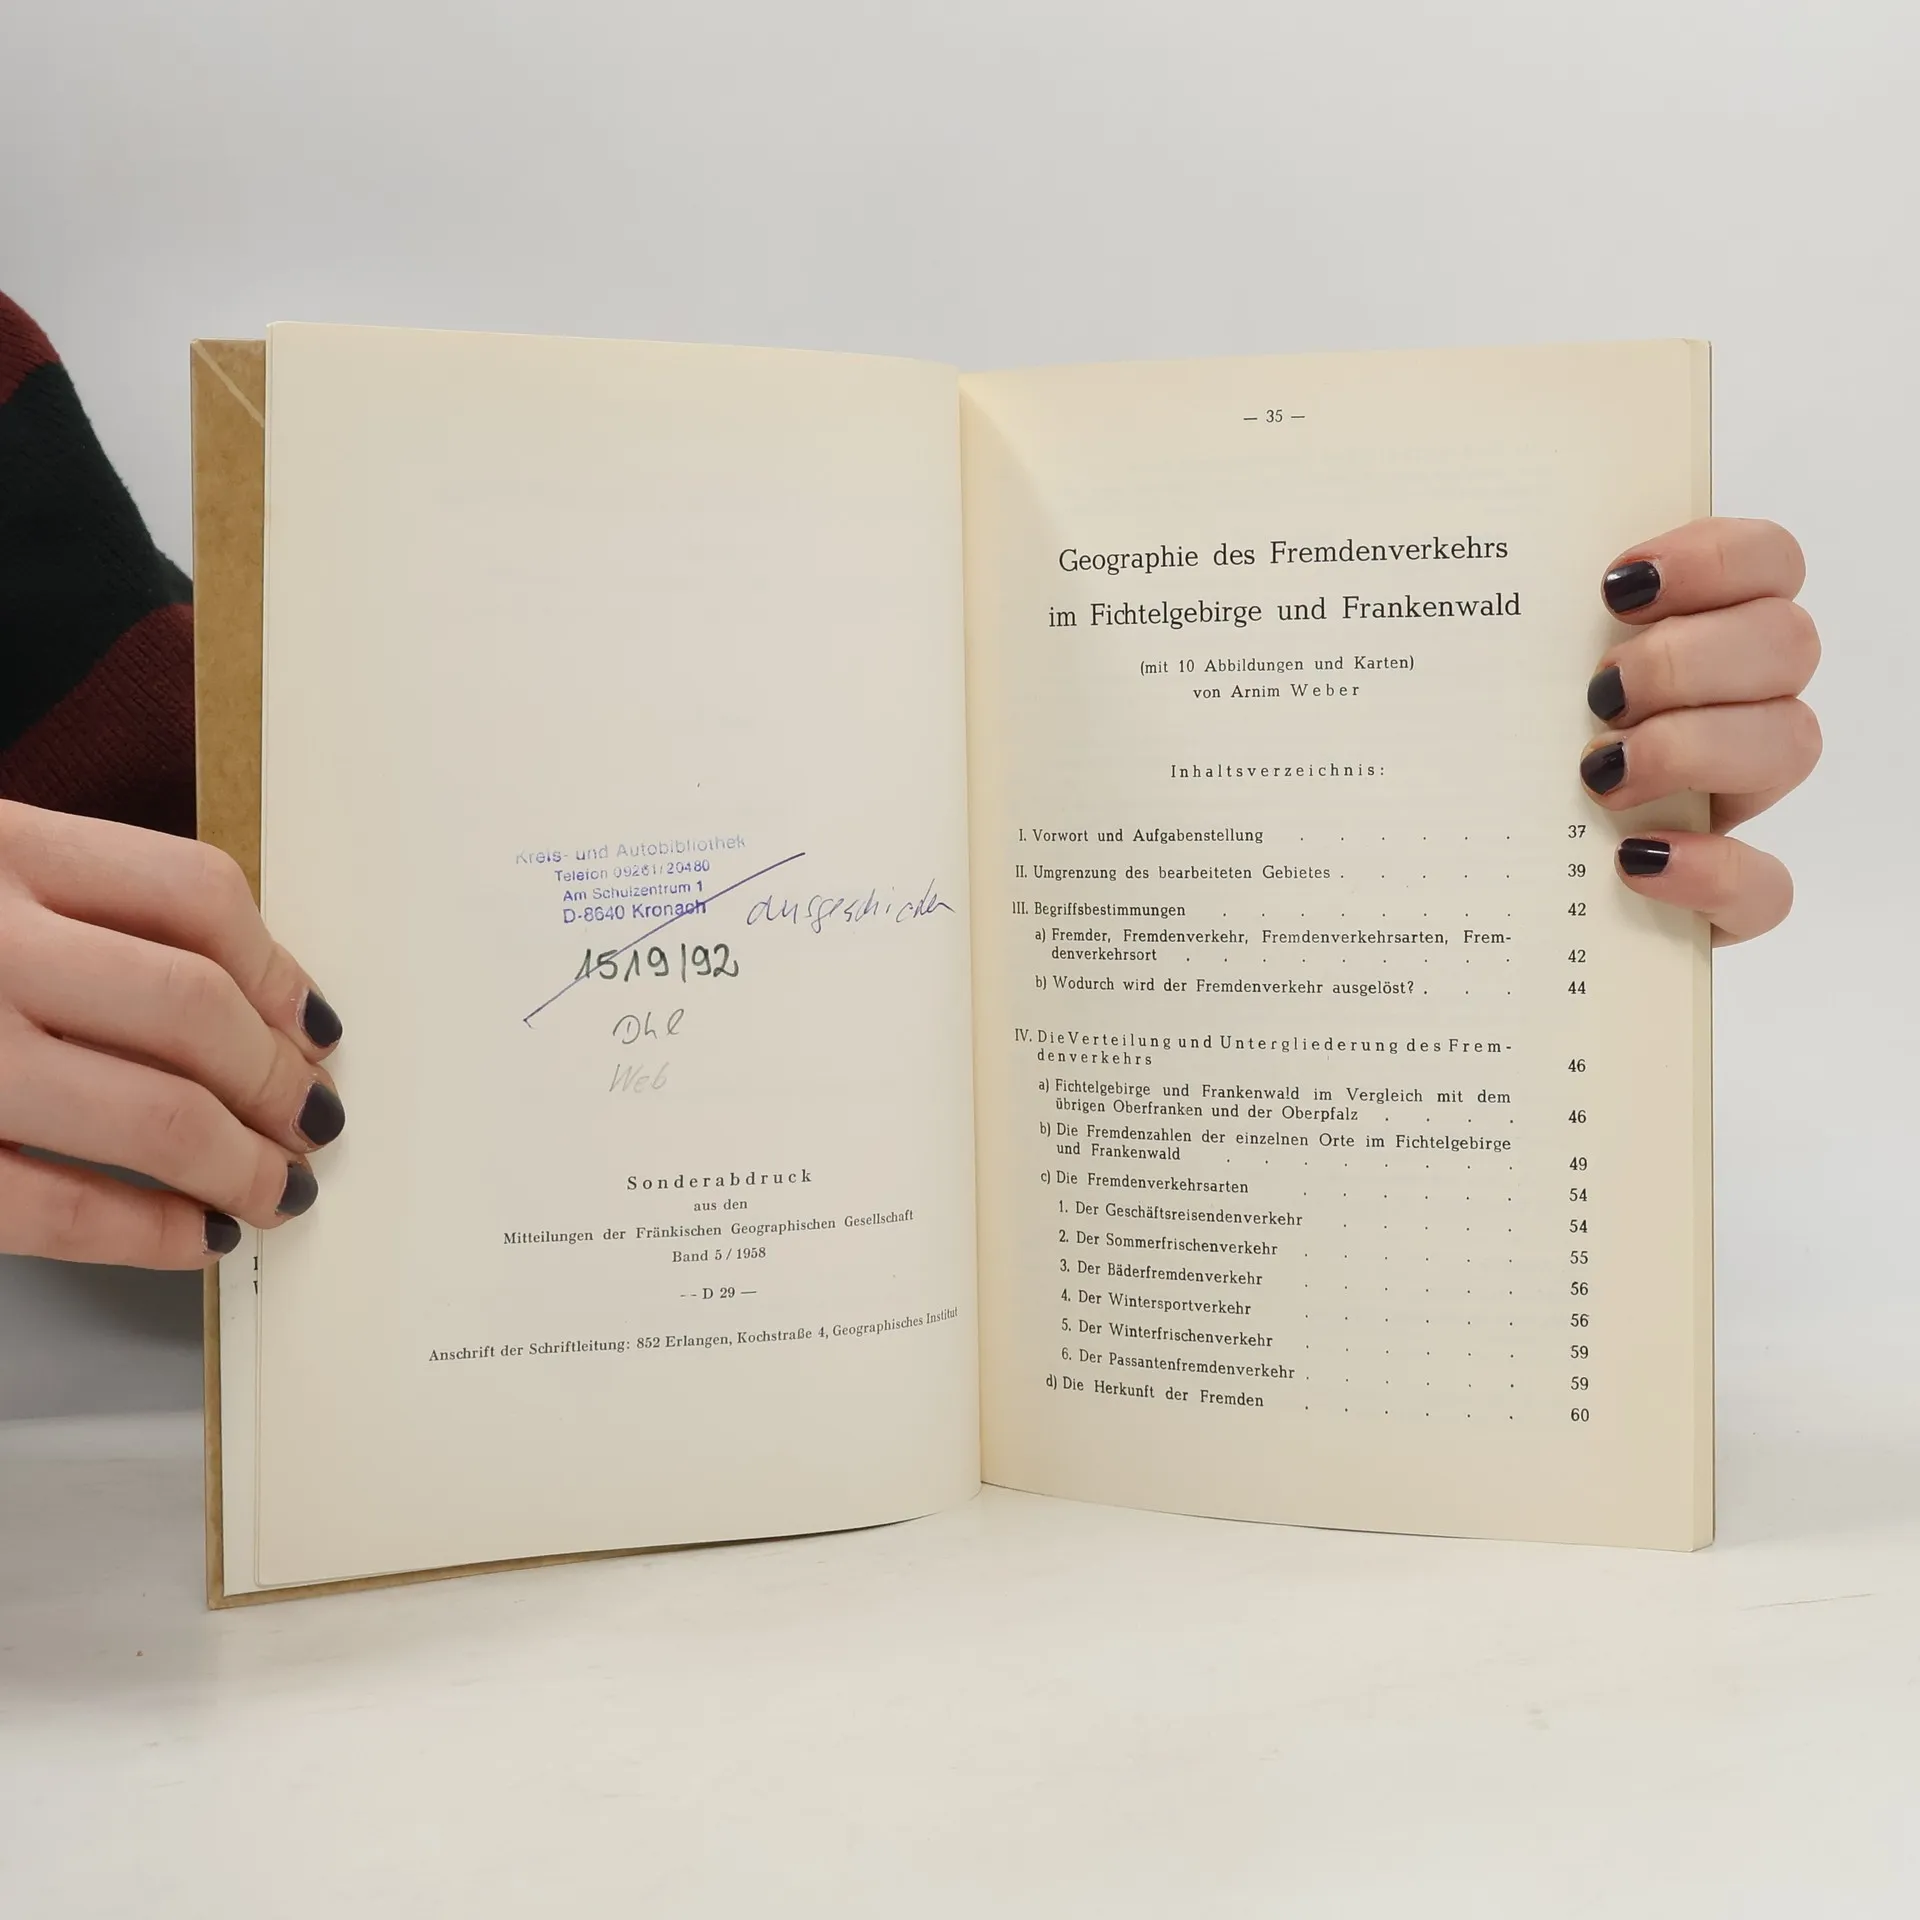 Kreis- und Autobibliothek
Telefon 09261/20480
Am Schulzentrum 1
D-8640 Kronach
ausgeschieden
1519/92
Dhl
Web
Sonderabdruck
aus den
Mitteilungen der Fränkischen Geographischen Gesellschaft
Band 5 / 1958
-- D 29 —
Anschrift der Schriftleitung: 852 Erlangen, Kochstraße 4, Geographisches Institut
— 35 —
Geographie des Fremdenverkehrs
im Fichtelgebirge und Frankenwald
(mit 10 Abbildungen und Karten)
von Arnim Weber
Inhaltsverzeichnis:
I. Vorwort und Aufgabenstellung . . . . . . 37
II. Umgrenzung des bearbeiteten Gebietes . . . . . 39
III. Begriffsbestimmungen . . . . . . . . 42
a) Fremder, Fremdenverkehr, Fremdenverkehrsarten, Frem-
denverkehrsort . . . . . . . . . 42
b) Wodurch wird der Fremdenverkehr ausgelöst? . . . 44
IV. Die Verteilung und Untergliederung des Frem-
denverkehrs 46
a) Fichtelgebirge und Frankenwald im Vergleich mit dem
übrigen Oberfranken und der Oberpfalz . . . . 46
b) Die Fremdenzahlen der einzelnen Orte im Fichtelgebirge
und Frankenwald . . . . . . . . 49
c) Die Fremdenverkehrsarten . . . . . . 54
1. Der Geschäftsreisendenverkehr . . . . . 54
2. Der Sommerfrischenverkehr . . . . . . 55
3. Der Bäderfremdenverkehr . . . . . . 56
4. Der Wintersportverkehr . . . . . . 56
5. Der Winterfrischenverkehr . . . . . . 59
6. Der Passantenfremdenverkehr . . . . . . 59
d) Die Herkunft der Fremden . . . . . . 60